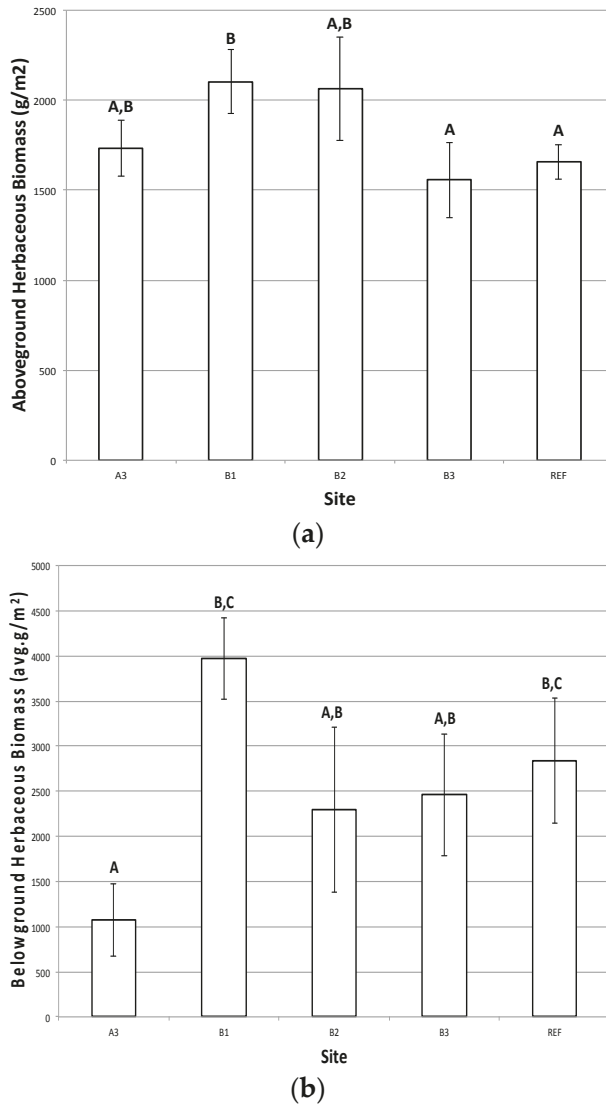 Aboveground Herbaceous Biomass (g/m2)
2500
2000
1500
1000
500
0
A,B
B
A,B
A
A
A3
B1
B2
B3
REF
Site
(a)
Belowground Herbaceous Biomass (avg.g/m²)
5000
4500
4000
3500
3000
2500
2000
1500
1000
500
0
A
B,C
A,B
A,B
B,C
A3
B1
B2
B3
REF
Site
(b)